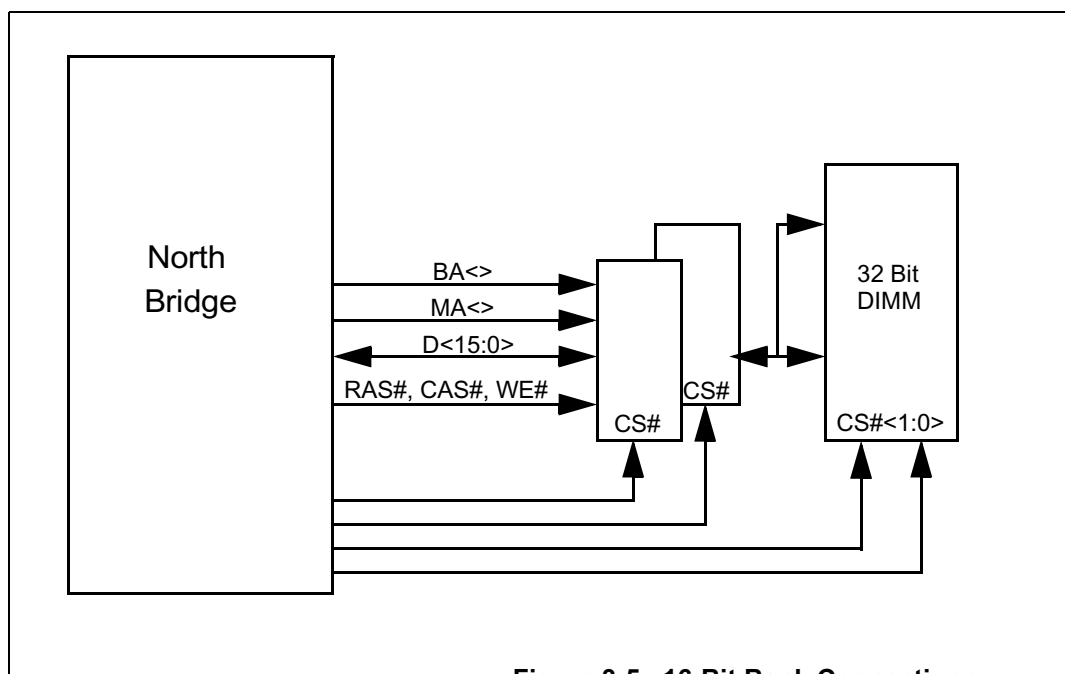 North
Bridge
BA<>
MA<>
D<15:0>
RAS#, CAS#, WE#
CS#
CS#
32 Bit
DIMM
CS#<1:0>